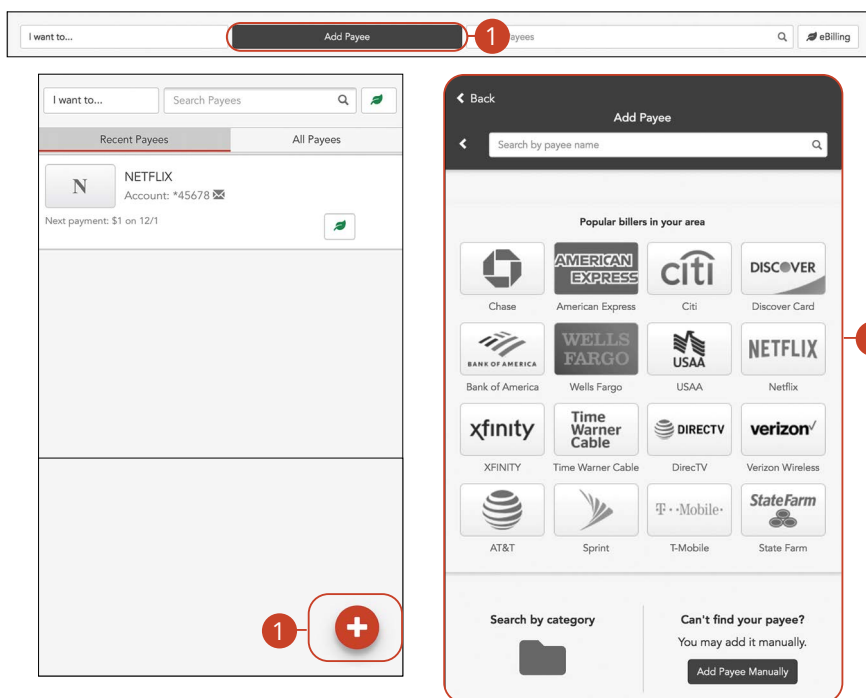 I want to...
Add Payee
1
ayees
eBilling
I want to...
Search Payees
Recent Payees
All Payees
N
NETFLIX
Account: *45678
Next payment: $1 on 12/1
1
Back
Add Payee
Search by payee name
Popular billers in your area
AMERICAN EXPRESS
citi
DISCOVER
Chase
American Express
Citi
Discover Card
BANK OF AMERICA
WELLS FARGO
USAA
NETFLIX
Bank of America
Wells Fargo
USAA
Netflix
xfinity
Time Warner Cable
DIRECTV
verizon
XFINITY
Time Warner Cable
DirecTV
Verizon Wireless
T··Mobile·
State Farm
AT&T
Sprint
T-Mobile
State Farm
Search by category
Can't find your payee?
You may add it manually.
Add Payee Manually